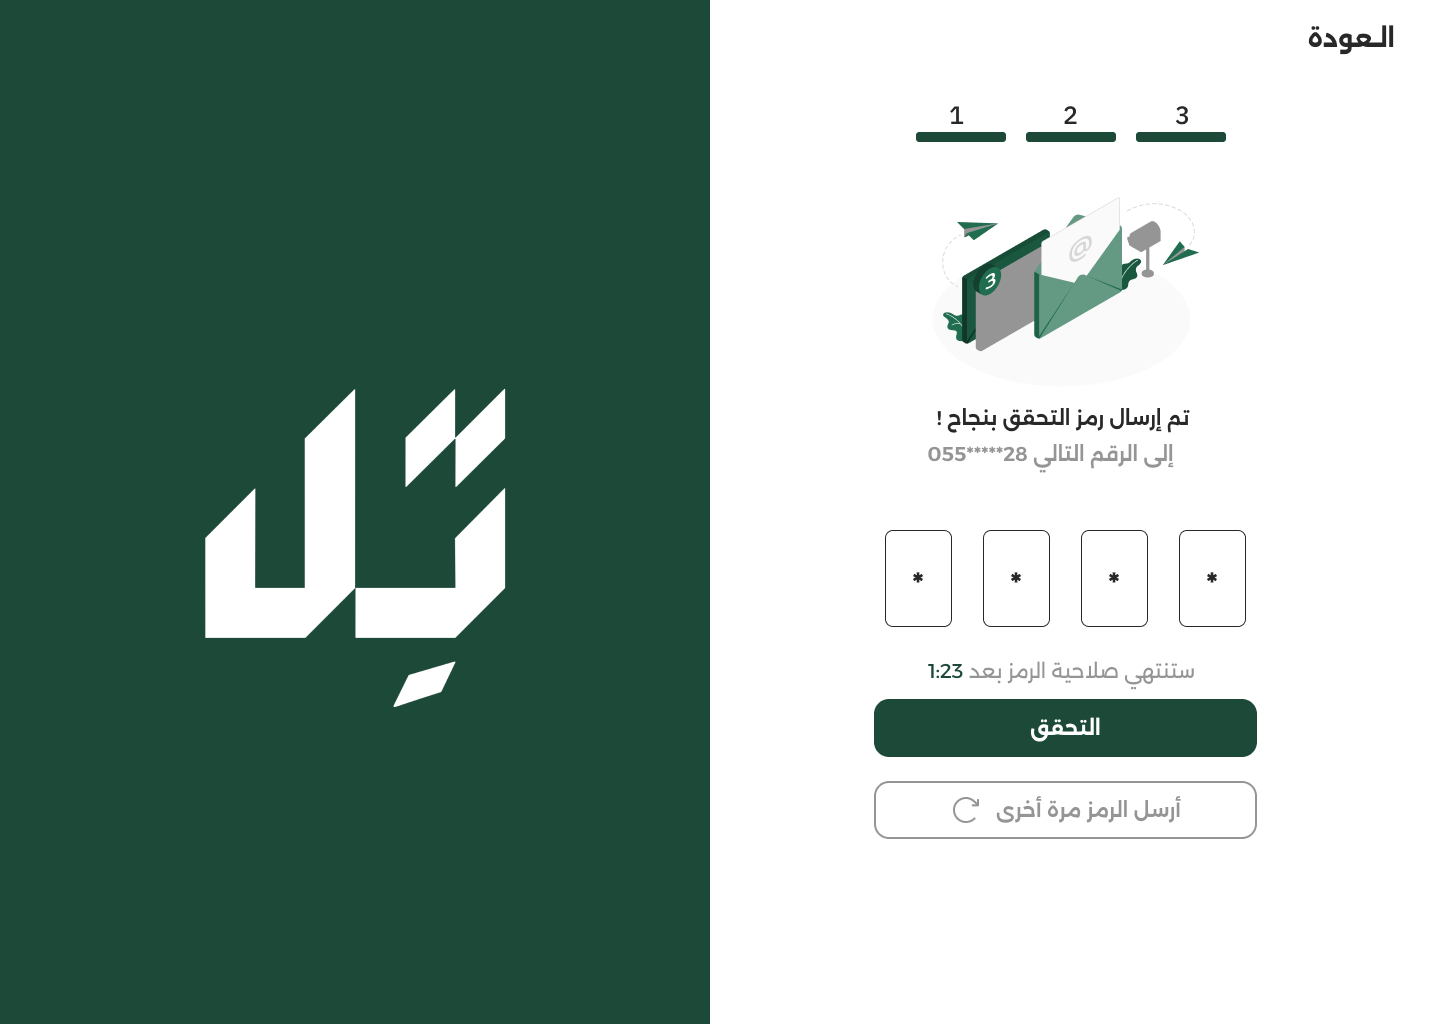 العودة
1 2 3
@
3
تم إرسال رمز التحقق بنجاح !
إلى الرقم التالي 28*****055
* * * *
ستنتهي صلاحية الرمز بعد 1:23
التحقق
أرسل الرمز مرة أخرى
تِل